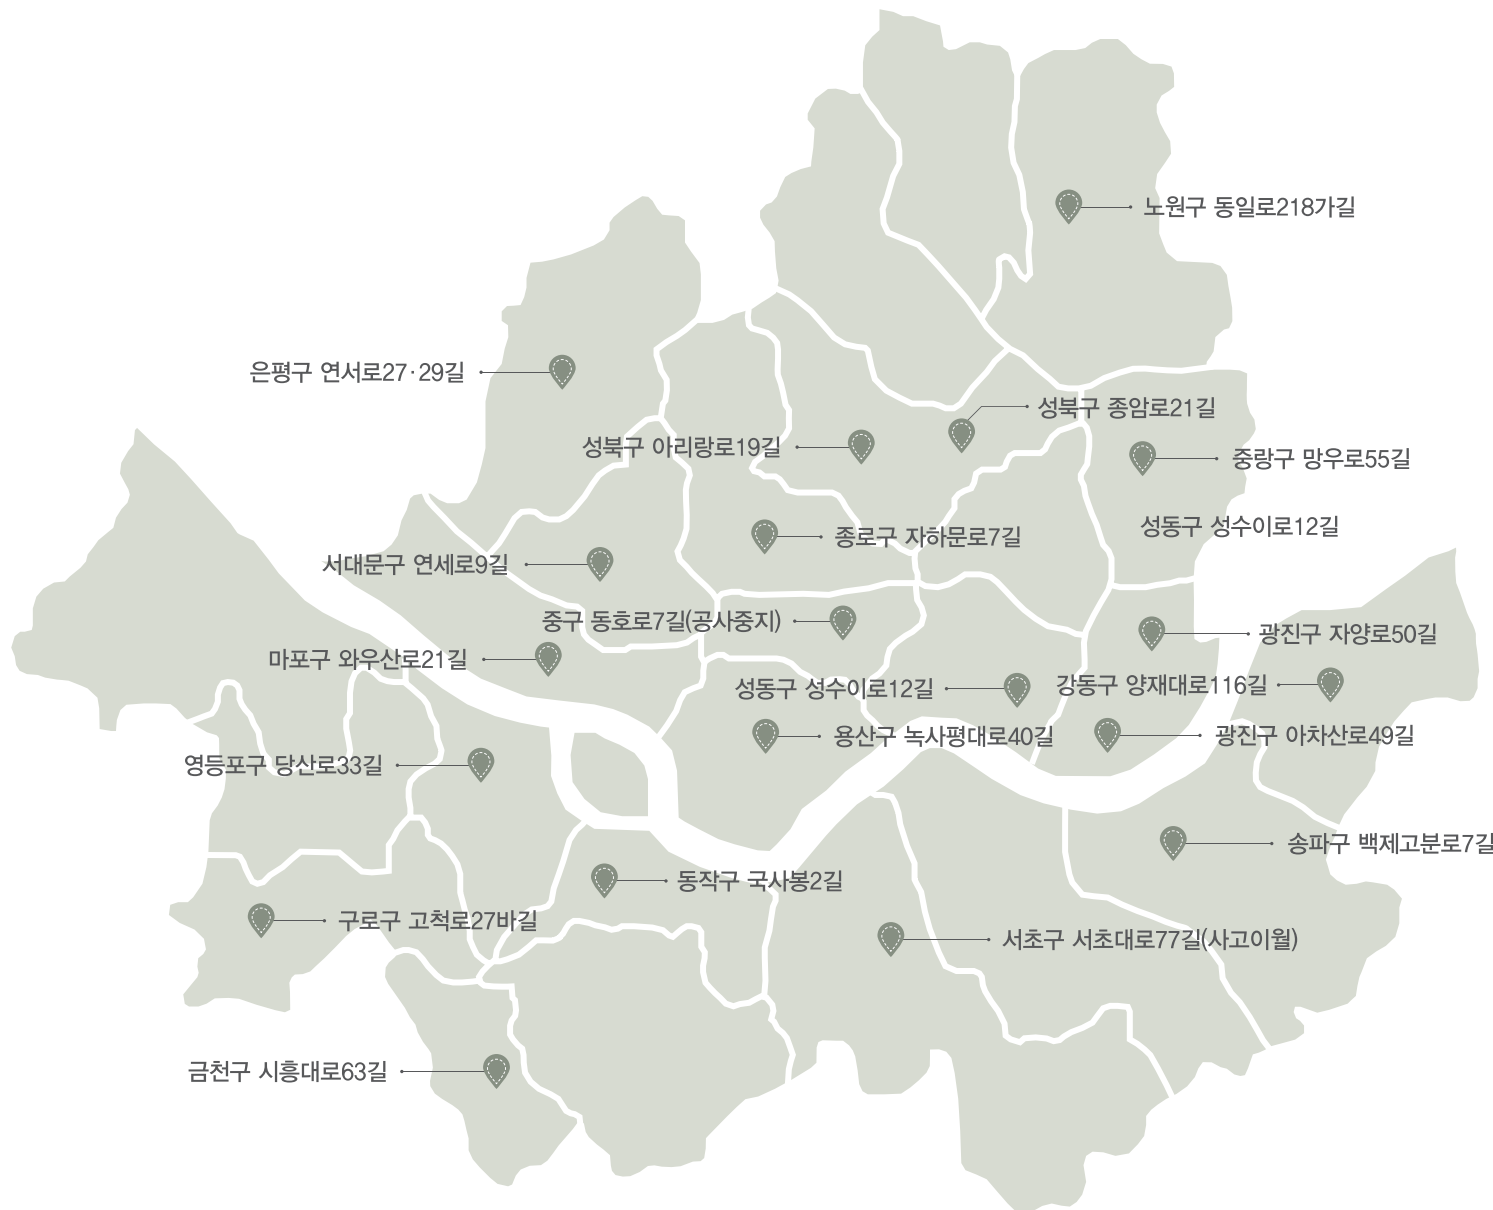 노원구 동일로218가길
은평구 연서로27·29길
성북구 종암로21길
성북구 아리랑로19길
중랑구 망우로55길
성동구 성수이로12길
종로구 자하문로7길
서대문구 연세로9길
중구 동호로7길(공사중지)
광진구 자양로50길
마포구 와우산로21길
성동구 성수이로12길
강동구 양재대로116길
용산구 녹사평대로40길
광진구 아차산로49길
영등포구 당산로33길
송파구 백제고분로7길
동작구 국사봉2길
구로구 고척로27바길
서초구 서초대로77길(사고이월)
금천구 시흥대로63길